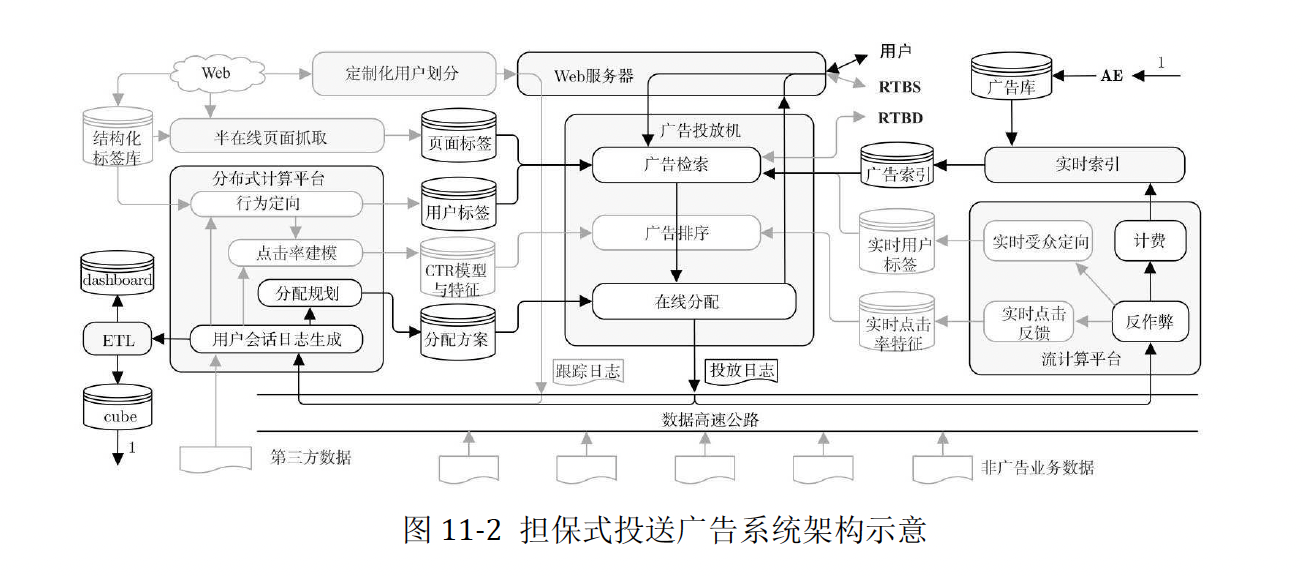 用户
Web
定制化用户划分
Web服务器
RTBS
广告库
AE
1
RTBD
结构化
标签库
半在线页面抓取
页面标签
广告投放机
广告检索
广告索引
实时索引
分布式计算平台
行为定向
用户标签
点击率建模
CTR模型
与特征
广告排序
实时用户
标签
实时受众定向
计费
dashboard
分配规划
在线分配
ETL
用户会话日志生成
分配方案
实时点击
率特征
实时点击
反馈
反作弊
流计算平台
跟踪日志
投放日志
cube
数据高速公路
1
第三方数据
非广告业务数据
图 11-2 担保式投送广告系统架构示意